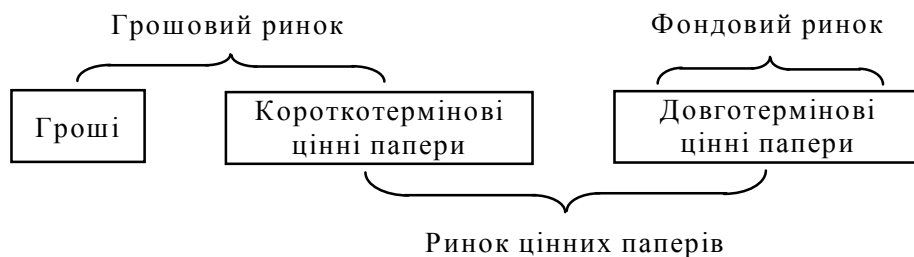 Грошовий ринок
Фондовий ринок
Гроші
Короткотермінові
цінні папери
Довготермінові
цінні папери
Ринок цінних паперів